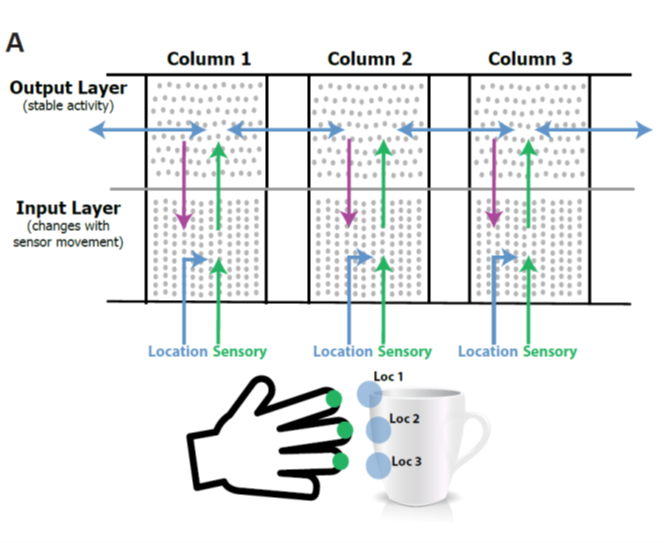 A
Column 1
Column 2
Column 3
Output Layer
(stable activity)
Input Layer
(changes with
sensor movement)
Location Sensory
Location Sensory
Location Sensory
Loc 1
Loc 2
Loc 3